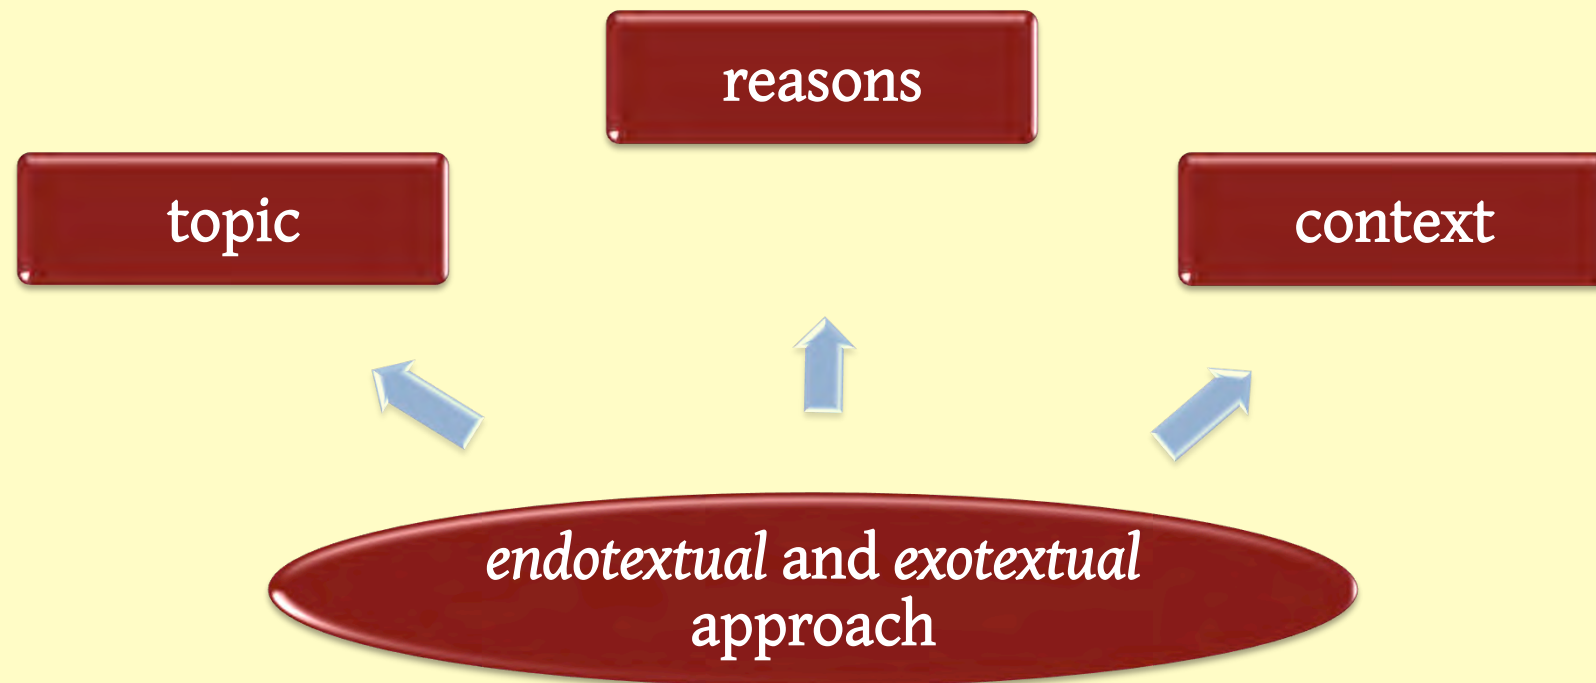 reasons
topic
context
endotextual and exotextual
approach